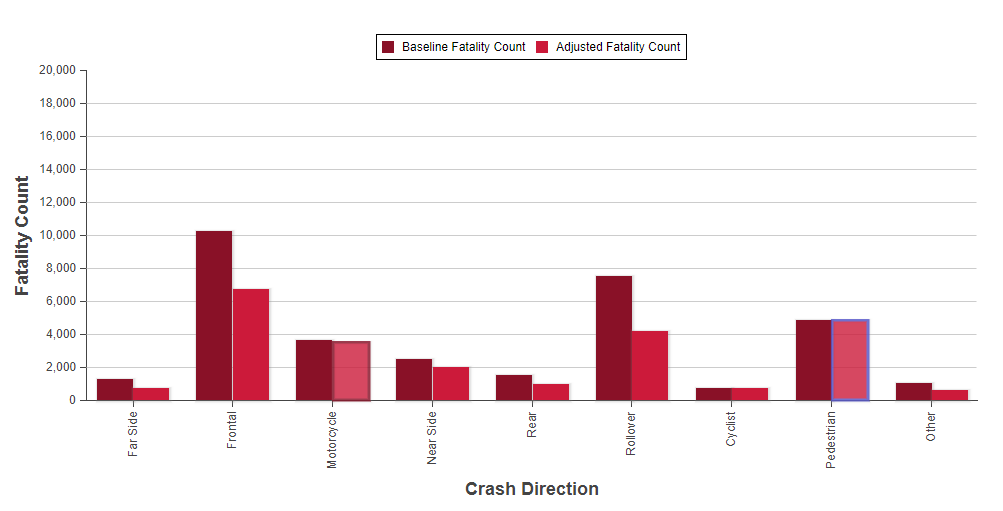 Baseline Fatality Count Adjusted Fatality Count
20,000
18,000
16,000
14,000
12,000
10,000
8,000
6,000
4,000
2,000
0
Fatality Count
Far Side
Frontal
Motorcycle
Near Side
Rear
Rollover
Cyclist
Pedestrian
Other
Crash Direction